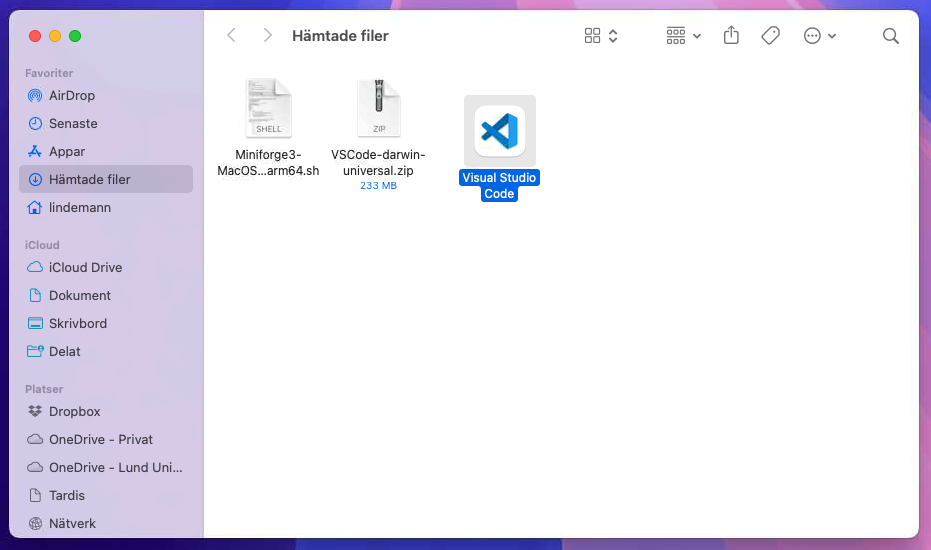 Hämtade filer
Favoriter
AirDrop
Senaste
Appar
Hämtade filer
lindemann
iCloud
iCloud Drive
Dokument
Skrivbord
Delat
Platser
Dropbox
OneDrive - Privat
OneDrive - Lund Uni...
Tardis
Nätverk
SHELL
Miniforge3-
MacOS...arm64.sh
ZIP
VSCode-darwin-
universal.zip
233 MB
Visual Studio
Code